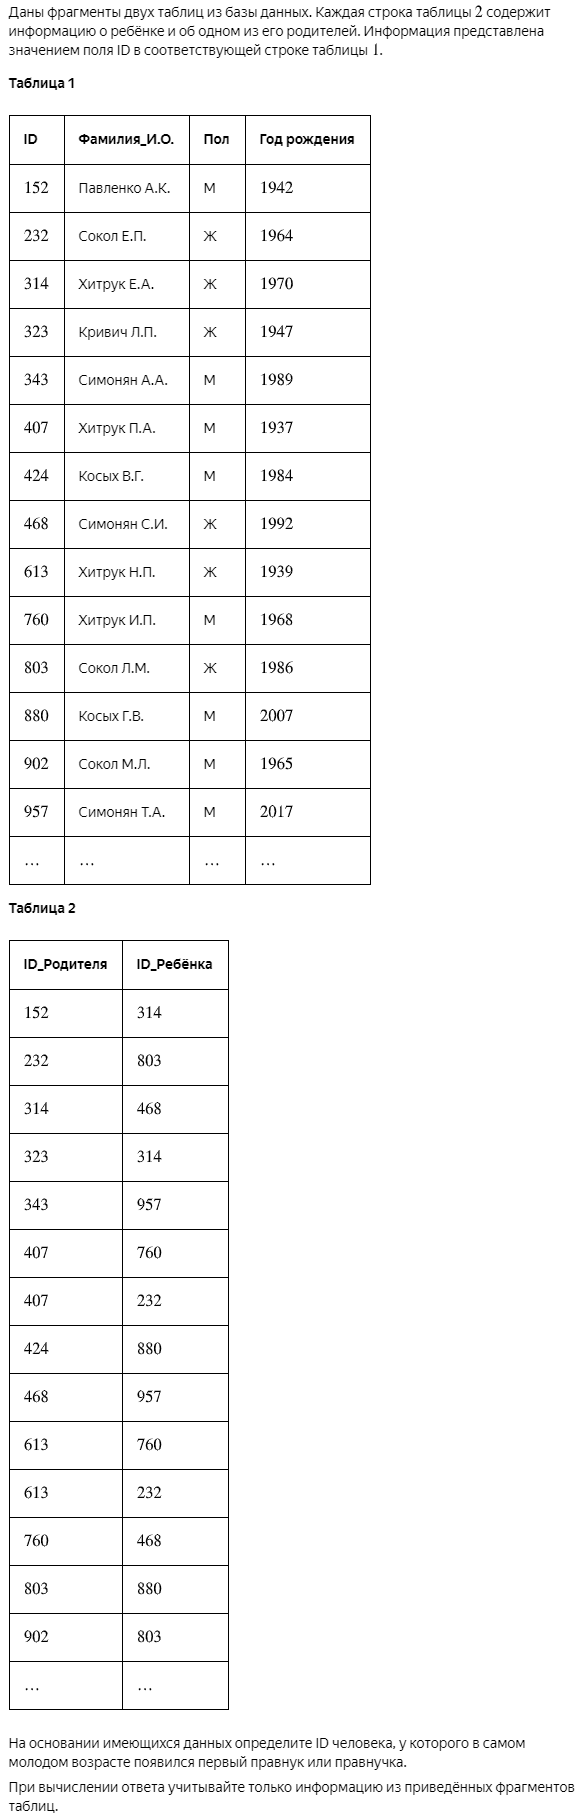 Даны фрагменты двух таблиц из базы данных. Каждая строка таблицы 2 содержит
информацию о ребёнке и об одном из его родителей. Информация представлена
значением поля ID в соответствующей строке таблицы 1.
Таблица 1
ID Фамилия_И.О. Пол Год рождения
152 Павленко А.К. М 1942
232 Сокол Е.П. Ж 1964
314 Хитрук Е.А. Ж 1970
323 Кривич Л.П. Ж 1947
343 Симонян А.А. М 1989
407 Хитрук П.А. М 1937
424 Косых В.Г. М 1984
468 Симонян С.И. Ж 1992
613 Хитрук Н.П. Ж 1939
760 Хитрук И.П. М 1968
803 Сокол Л.М. Ж 1986
880 Косых Г.В. М 2007
902 Сокол М.Л. М 1965
957 Симонян Т.А. М 2017
... ... ... ...
Таблица 2
ID_Родителя ID_Ребёнка
152 314
232 803
314 468
323 314
343 957
407 760
407 232
424 880
468 957
613 760
613 232
760 468
803 880
902 803
... ...
На основании имеющихся данных определите ID человека, у которого в самом
молодом возрасте появился первый правнук или правнучка.
При вычислении ответа учитывайте только информацию из приведённых фрагментов
таблиц.